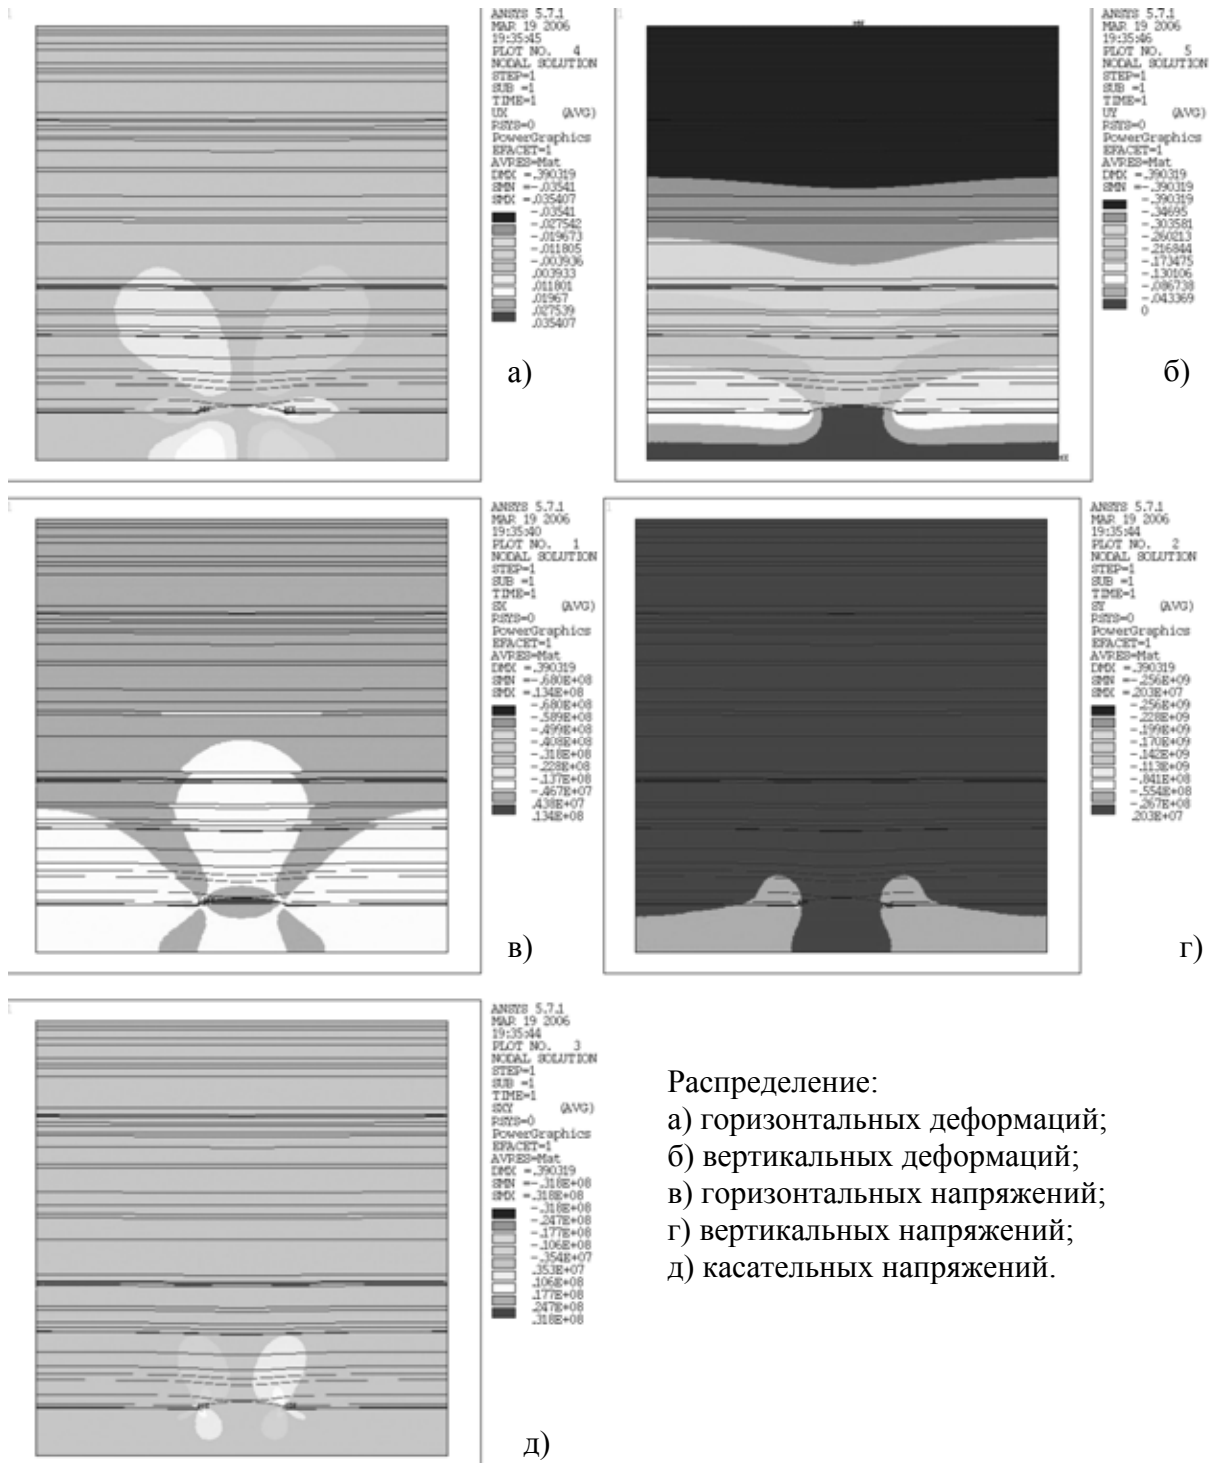 1
ANSYS 5.7.1
MAR 19 2006
19:35:45
PLOT NO. 4
NODAL SOLUTION
STEP=1
SUB =1
TIME=1
UX (AVG)
RSYS=0
PowerGraphics
EFACET=1
AVRES=Mat
DMX =.390319
SMN =-.03541
SMX =.035407
-.03541
-.027542
-.019673
-.011805
-.003936
.003933
.011801
.01967
.027539
.035407
а)
1
ANSYS 5.7.1
MAR 19 2006
19:35:46
PLOT NO. 5
NODAL SOLUTION
STEP=1
SUB =1
TIME=1
UY (AVG)
RSYS=0
PowerGraphics
EFACET=1
AVRES=Mat
DMX =.390319
SMN =-.390319
-.390319
-.34695
-.303581
-.260213
-.216844
-.173475
-.130106
-.086738
-.043369
0
б)
1
ANSYS 5.7.1
MAR 19 2006
19:35:40
PLOT NO. 1
NODAL SOLUTION
STEP=1
SUB =1
TIME=1
SX (AVG)
RSYS=0
PowerGraphics
EFACET=1
AVRES=Mat
DMX =.390319
SMN =-.680E+08
SMX =.134E+08
-.680E+08
-.589E+08
-.499E+08
-.408E+08
-.318E+08
-.228E+08
-.137E+08
-.467E+07
.438E+07
.134E+08
в)
1
ANSYS 5.7.1
MAR 19 2006
19:35:44
PLOT NO. 2
NODAL SOLUTION
STEP=1
SUB =1
TIME=1
SY (AVG)
RSYS=0
PowerGraphics
EFACET=1
AVRES=Mat
DMX =.390319
SMN =-.256E+09
SMX =.203E+07
-.256E+09
-.228E+09
-.199E+09
-.170E+09
-.142E+09
-.113E+09
-.841E+08
-.554E+08
-.267E+08
.203E+07
г)
1
ANSYS 5.7.1
MAR 19 2006
19:35:44
PLOT NO. 3
NODAL SOLUTION
STEP=1
SUB =1
TIME=1
SXY (AVG)
RSYS=0
PowerGraphics
EFACET=1
AVRES=Mat
DMX =.390319
SMN =-.318E+08
SMX =.318E+08
-.318E+08
-.247E+08
-.177E+08
-.106E+08
-.354E+07
.353E+07
.106E+08
.177E+08
.247E+08
.318E+08
д)
Распределение:
а) горизонтальных деформаций;
б) вертикальных деформаций;
в) горизонтальных напряжений;
г) вертикальных напряжений;
д) касательных напряжений.